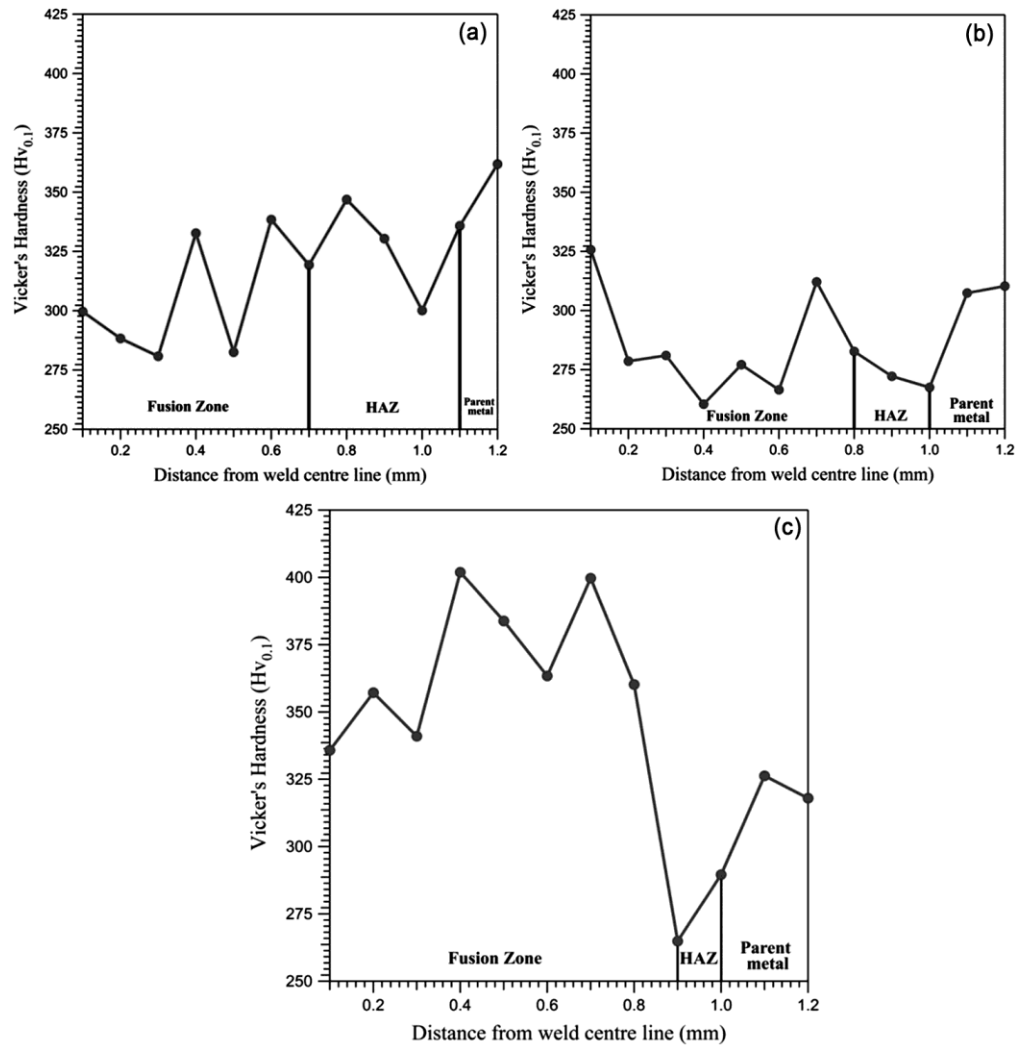 (a)
425
400
375
350
325
300
275
250
Vicker's Hardness (Hv0.1)
Fusion Zone
HAZ
Parent
metal
0.2
0.4
0.6
0.8
1.0
1.2
Distance from weld centre line (mm)
(b)
425
400
375
350
325
300
275
250
Vicker's Hardness (Hv0.1)
Fusion Zone
HAZ
Parent
metal
0.2
0.4
0.6
0.8
1.0
1.2
Distance from weld centre line (mm)
(c)
425
400
375
350
325
300
275
250
Vicker's Hardness (Hv0.1)
Fusion Zone
HAZ
Parent
metal
0.2
0.4
0.6
0.8
1.0
1.2
Distance from weld centre line (mm)